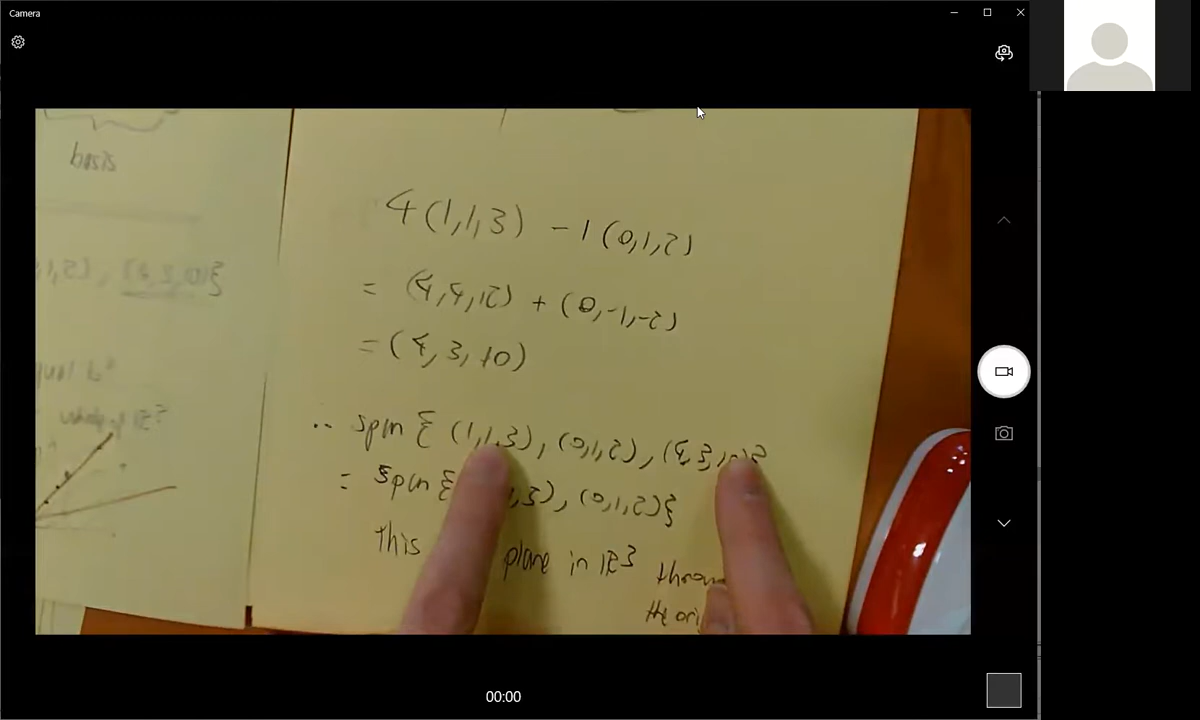 Camera
basis
4(1,1,3) - 1(0,1,2)
= (4,4,12) + (0,-1,-2)
= (4,3,10)
∴ span { (1,1,3), (0,1,2), (4,3,10)}
= span { ,3), (0,1,2)}
This plane in ℝ³
the
00:00